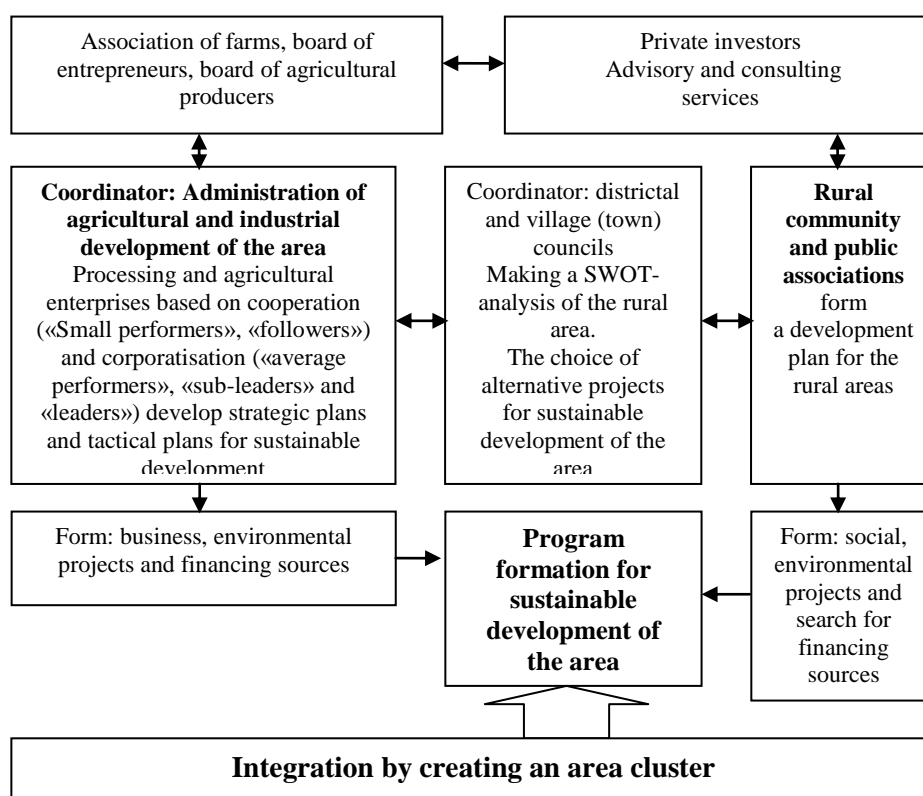 Association of farms, board of
entrepreneurs, board of agricultural
producers
Private investors
Advisory and consulting
services
Coordinator: Administration of
agricultural and industrial
development of the area
Processing and agricultural
enterprises based on cooperation
(«Small performers», «followers»)
and corporatisation («average
performers», «sub-leaders» and
«leaders») develop strategic plans
and tactical plans for sustainable
development
Coordinator: districtal
and village (town)
councils
Making a SWOT-
analysis of the rural
area.
The choice of
alternative projects
for sustainable
development of the
area
Rural
community
and public
associations
form
a development
plan for the
rural areas
Form: business, environmental
projects and financing sources
Program
formation for
sustainable
development of
the area
Form: social,
environmental
projects and
search for
financing
sources
Integration by creating an area cluster